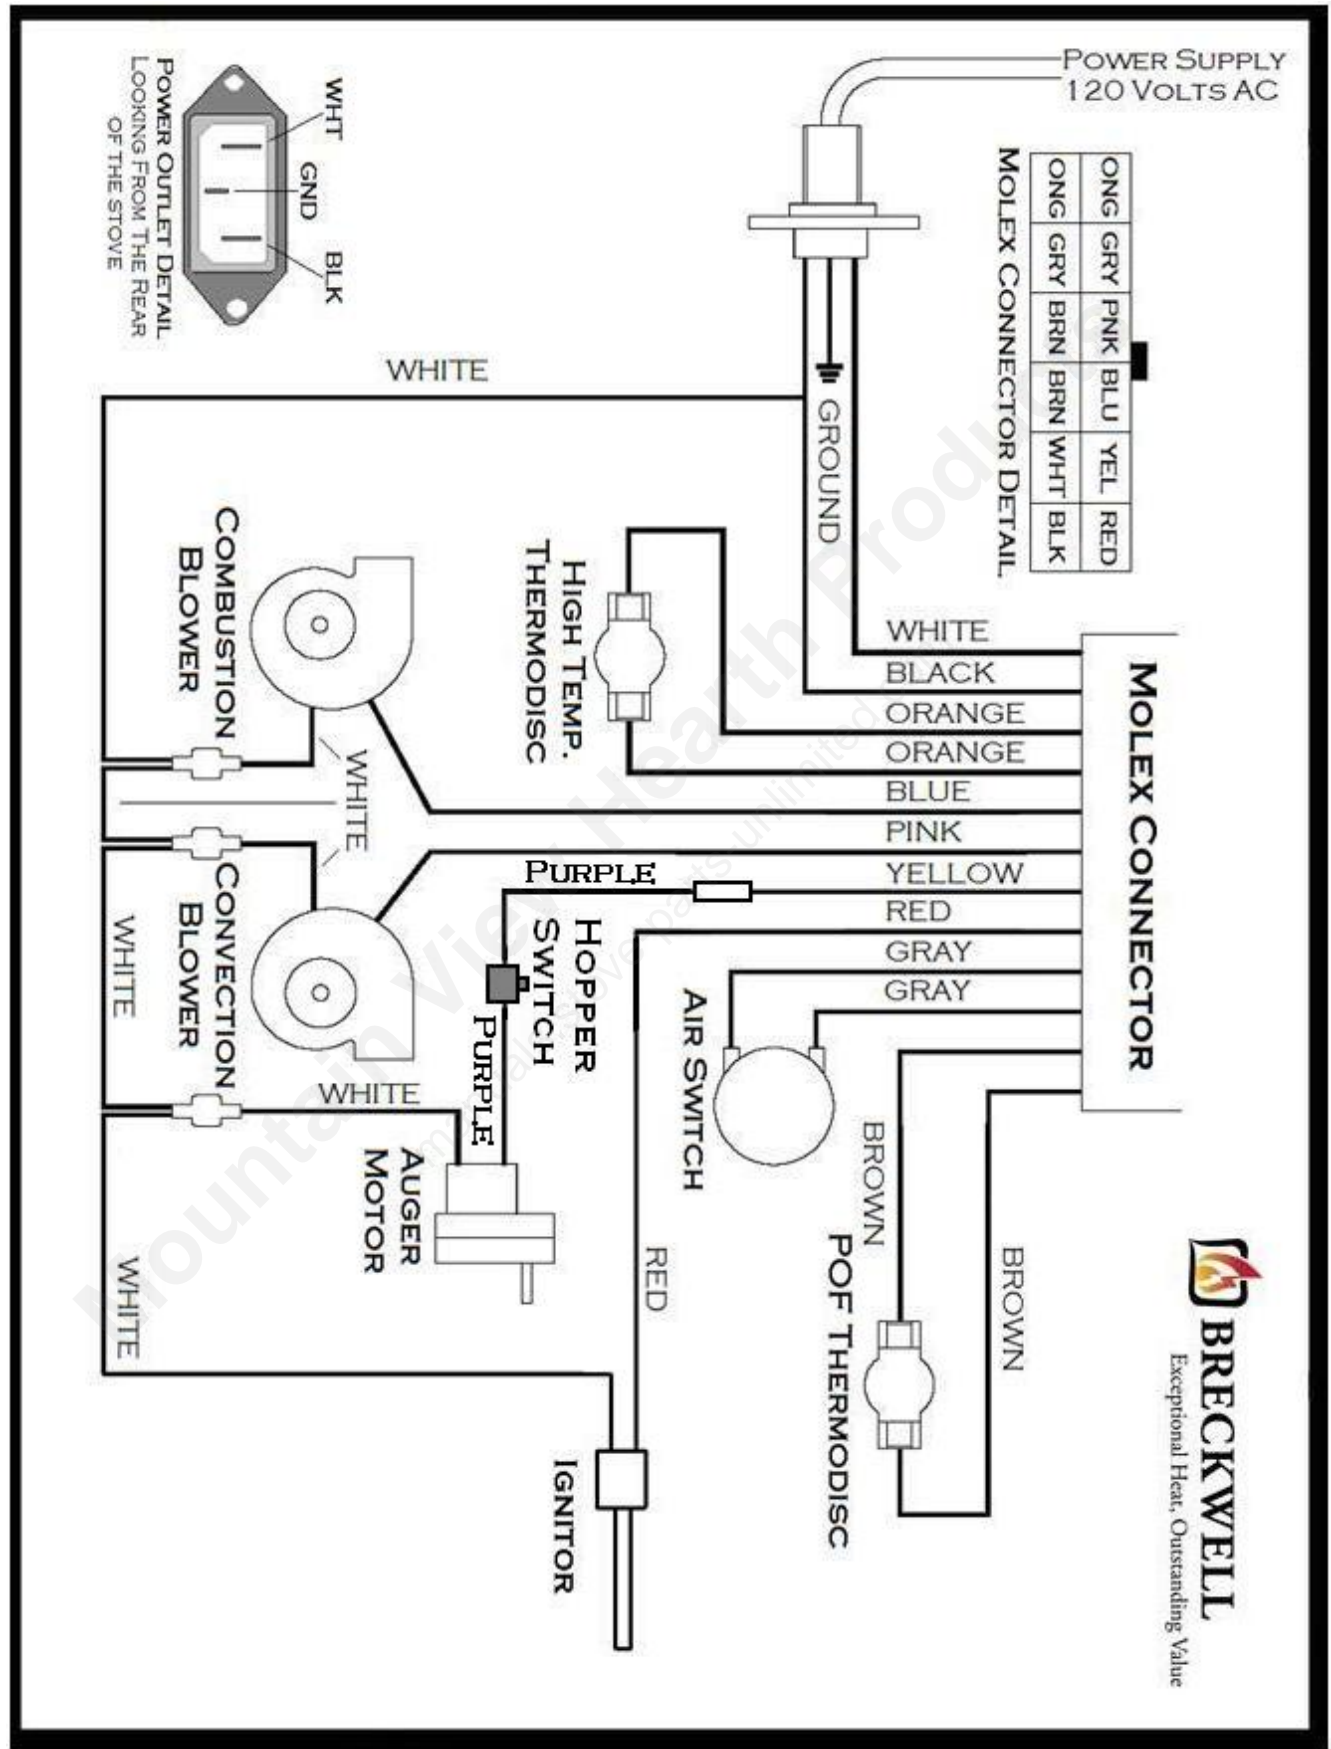 POWER SUPPLY
120 VOLTS AC
WHT
GND
BLK
POWER OUTLET DETAIL
LOOKING FROM THE REAR
OF THE STOVE
ONG GRY PNK BLU YEL RED
ONG GRY BRN BRN WHT BLK
MOLEX CONNECTOR DETAIL
WHITE
GROUND
HIGH TEMP.
THERMODISC
COMBUSTION
BLOWER
WHITE
BLACK
ORANGE
ORANGE
BLUE
PINK
YELLOW
RED
GRAY
GRAY
MOLEX CONNECTOR
WHITE
PURPLE
HOPPER
SWITCH
PURPLE
CONVECTION
BLOWER
WHITE
WHITE
AIR SWITCH
AUGER
MOTOR
BROWN
BROWN
POF THERMODISC
RED
WHITE
IGNITOR
BRECKWELL
Exceptional Heat, Outstanding Value
Mountain View Hearth Products